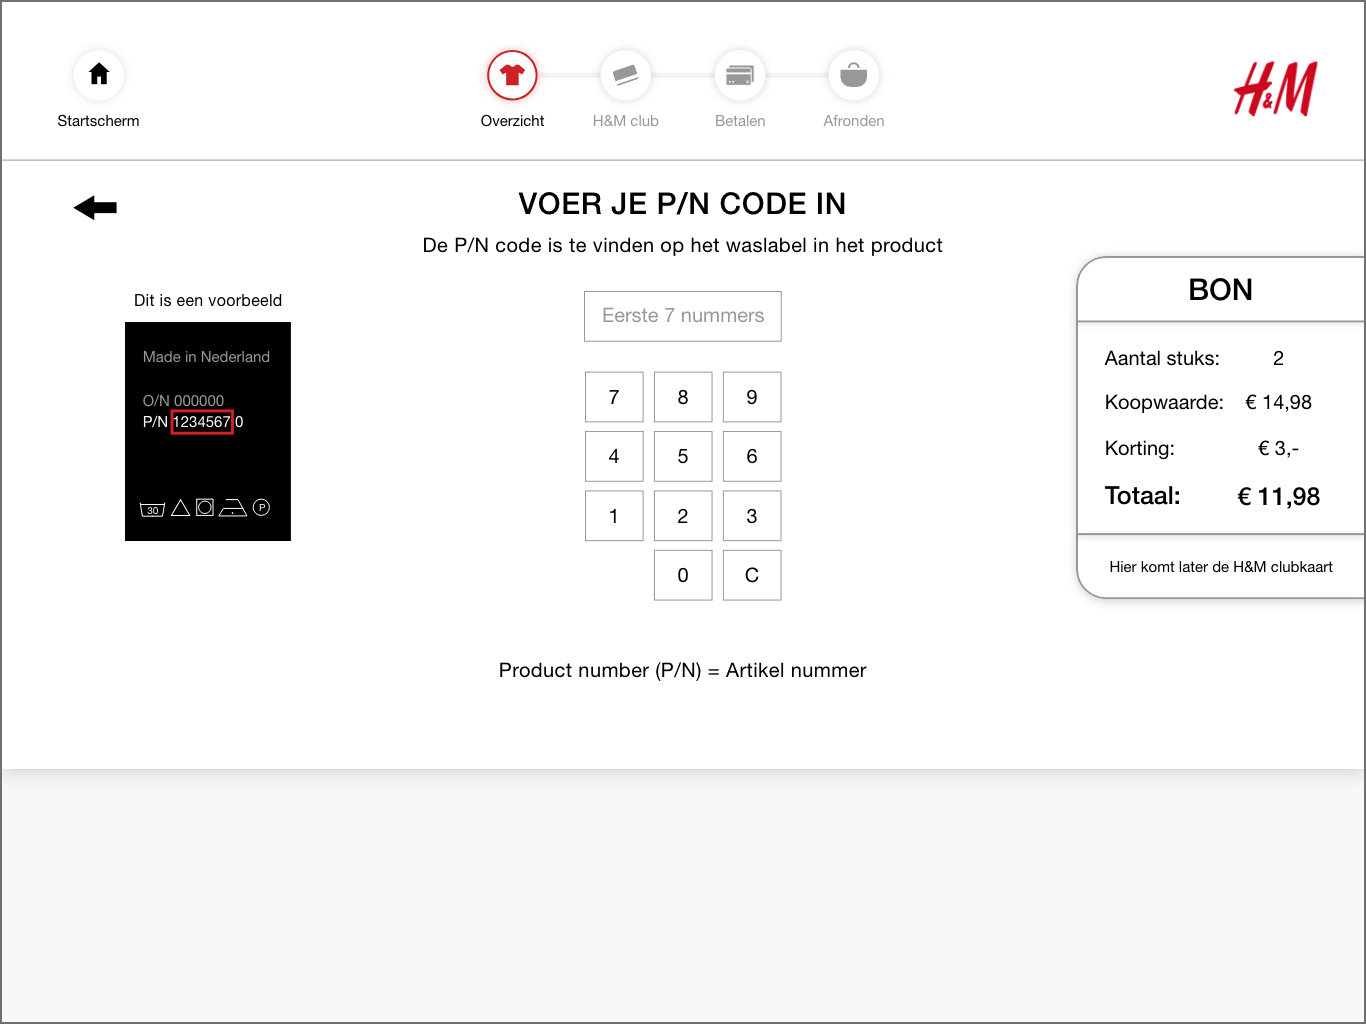 Startscherm
Overzicht
H&M club
Betalen
Afronden
H&M
VOER JE P/N CODE IN
De P/N code is te vinden op het waslabel in het product
Dit is een voorbeeld
Made in Nederland
O/N 000000
P/N 1234567 0
30
P
Eerste 7 nummers
7 8 9
4 5 6
1 2 3
0 C
Product number (P/N) = Artikel nummer
BON
Aantal stuks: 2
Koopwaarde: € 14,98
Korting: € 3,-
Totaal: € 11,98
Hier komt later de H&M clubkaart